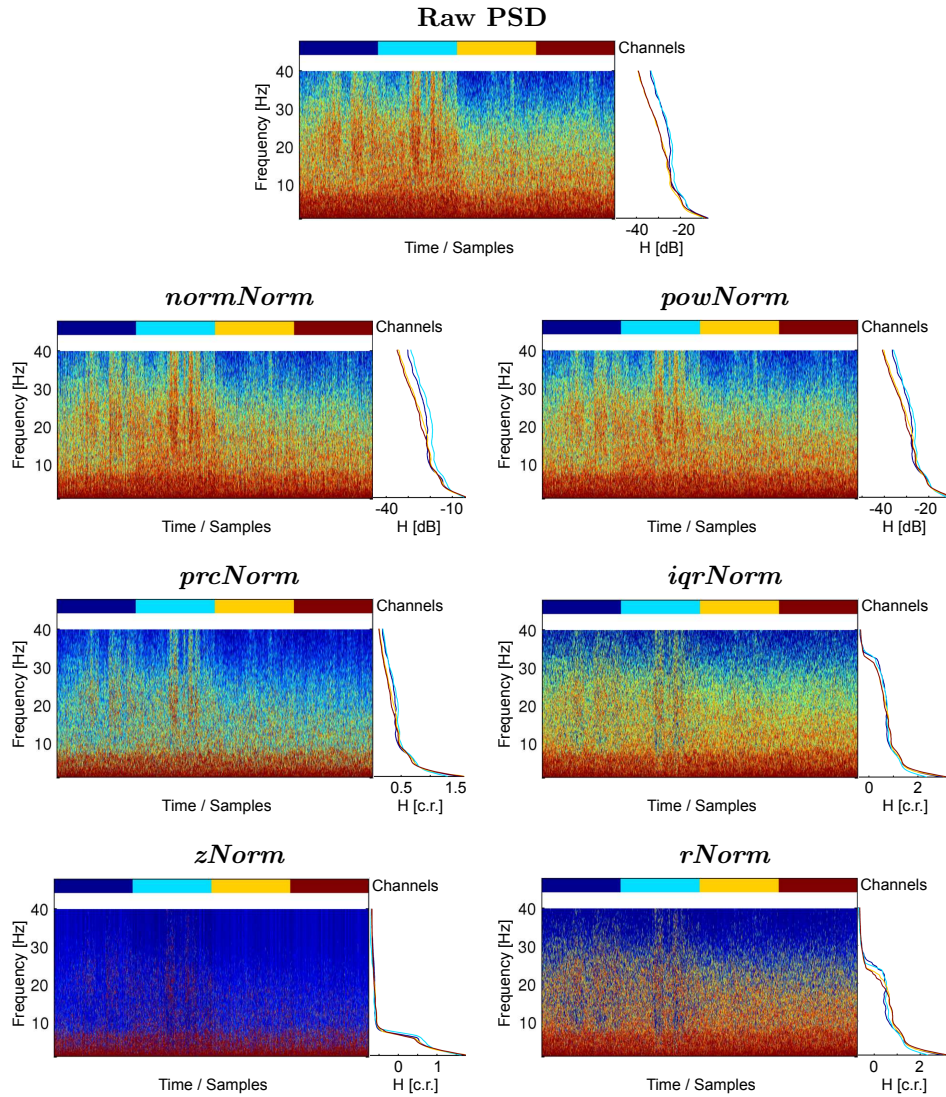 Raw PSD
Channels
Frequency [Hz]
40
30
20
10
-40 -20
Time / Samples
H [dB]
normNorm
Channels
Frequency [Hz]
40
30
20
10
-40 -10
Time / Samples
H [dB]
powNorm
Channels
Frequency [Hz]
40
30
20
10
-40 -20
Time / Samples
H [dB]
prcNorm
Channels
Frequency [Hz]
40
30
20
10
0.5 1.5
Time / Samples
H [c.r.]
iqrNorm
Channels
Frequency [Hz]
40
30
20
10
0 2
Time / Samples
H [c.r.]
zNorm
Channels
Frequency [Hz]
40
30
20
10
0 1
Time / Samples
H [c.r.]
rNorm
Channels
Frequency [Hz]
40
30
20
10
0 2
Time / Samples
H [c.r.]